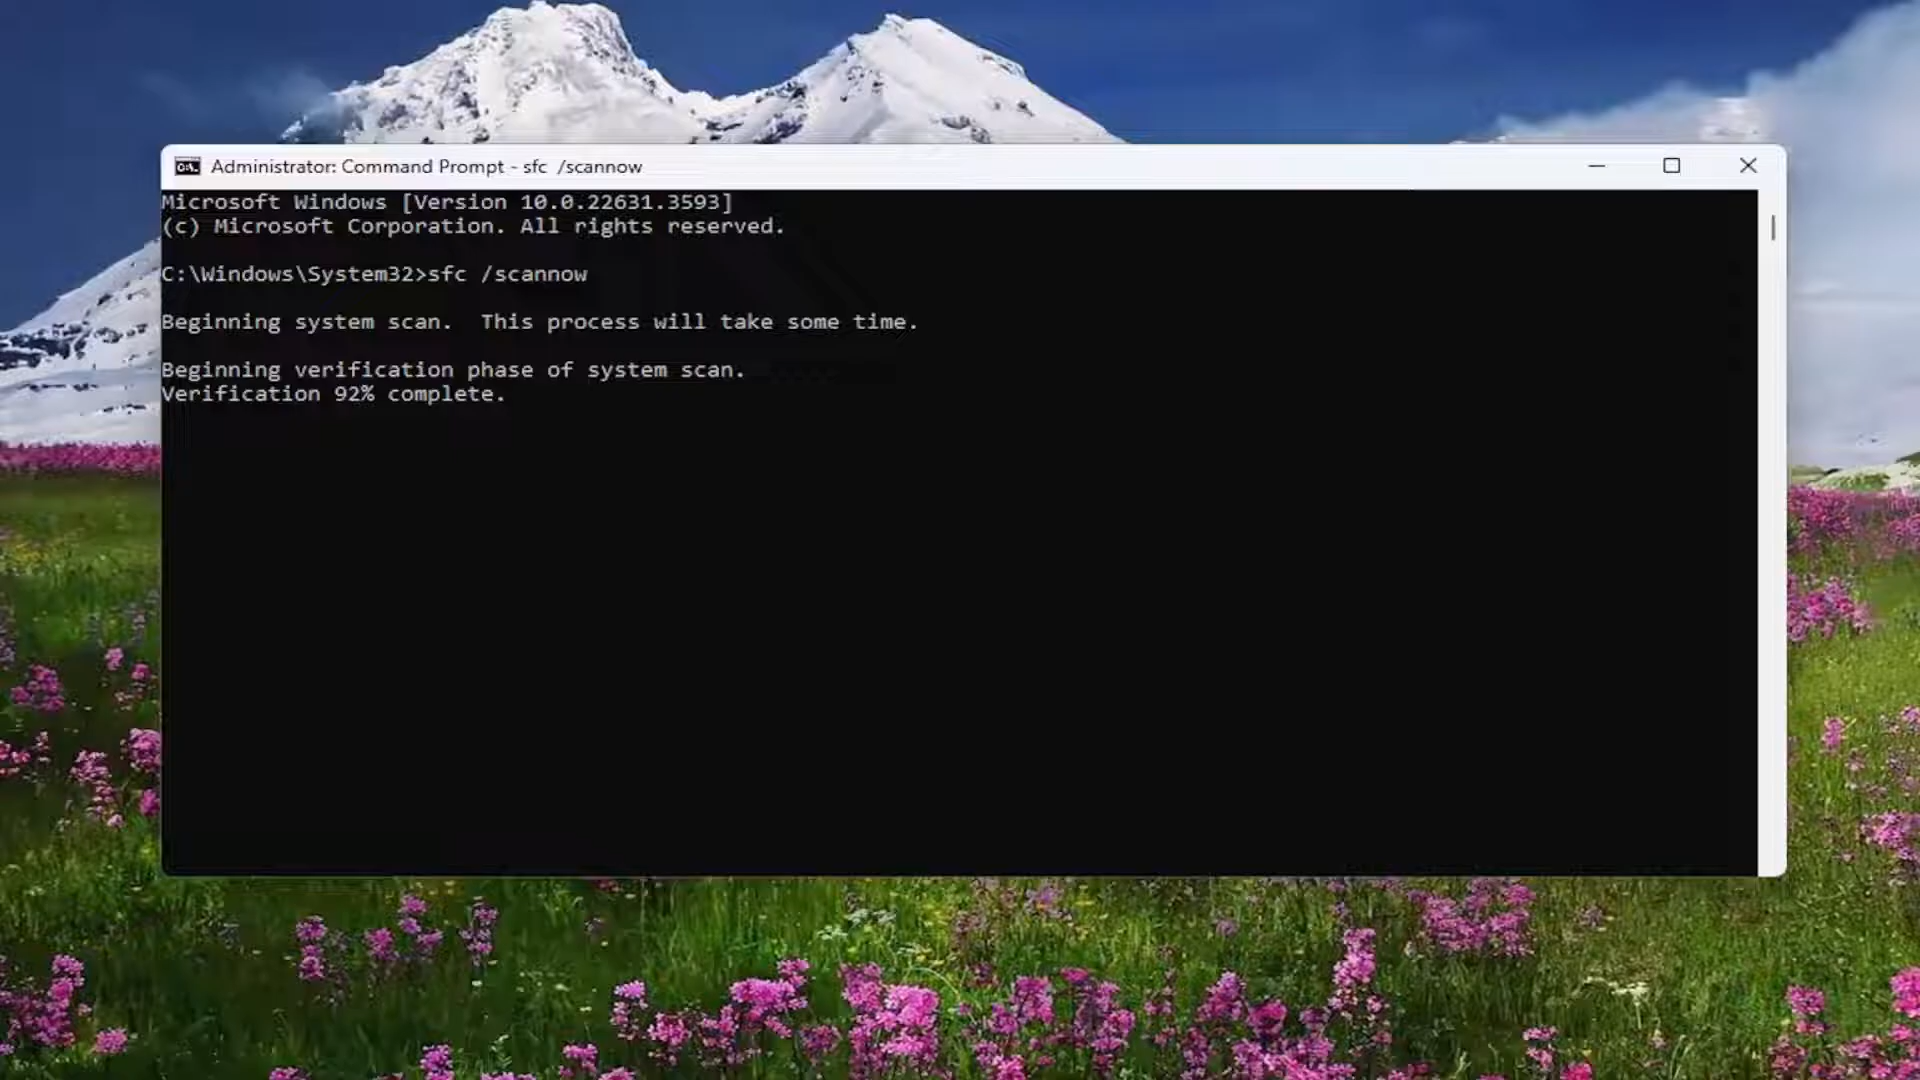 Administrator: Command Prompt - sfc  /scannow
Microsoft Windows [Version 10.0.22631.3593]
(c) Microsoft Corporation. All rights reserved.
C:\Windows\System32>sfc /scannow
Beginning system scan.  This process will take some time.
Beginning verification phase of system scan.
Verification 92% complete.